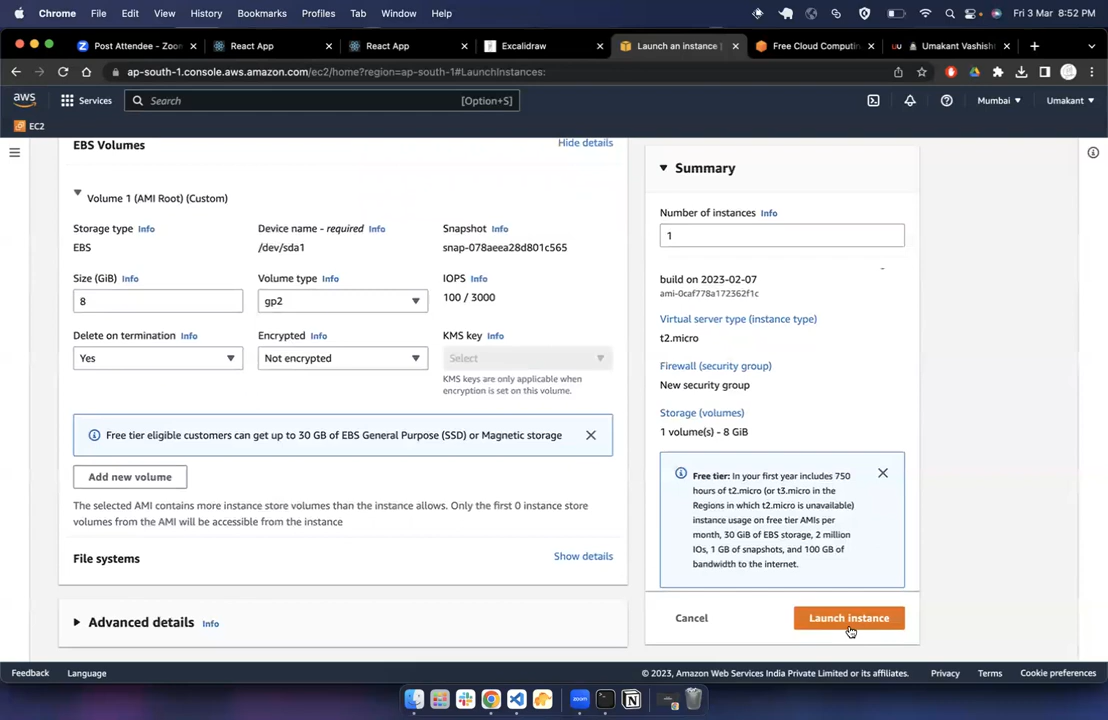 Chrome File Edit View History Bookmarks Profiles Tab Window Help Fri 3 Mar 8:52 PM
Post Attendee - Zoom React App React App Excalidraw Launch an instance Free Cloud Computin Umakant Vashish
ap-south-1.console.aws.amazon.com/ec2/home?region=ap-south-1#LaunchInstances:
aws Services Search [Option+S] Mumbai Umakant
EC2
EBS Volumes Hide details
Volume 1 (AMI Root) (Custom)
Storage type Info Device name - required Info Snapshot Info
EBS /dev/sda1 snap-078aeea28d801c565
Size (GiB) Info Volume type Info IOPS Info
8 gp2 100 / 3000
Delete on termination Info Encrypted Info KMS key Info
Yes Not encrypted Select
KMS keys are only applicable when
encryption is set on this volume.
Free tier eligible customers can get up to 30 GB of EBS General Purpose (SSD) or Magnetic storage
Add new volume
The selected AMI contains more instance store volumes than the instance allows. Only the first 0 instance store
volumes from the AMI will be accessible from the instance
File systems Show details
Advanced details Info
Summary
Number of instances Info
1
build on 2023-02-07
ami-0caf778a172362f1c
Virtual server type (instance type)
t2.micro
Firewall (security group)
New security group
Storage (volumes)
1 volume(s) - 8 GiB
Free tier: In your first year includes 750
hours of t2.micro (or t3.micro in the
Regions in which t2.micro is unavailable)
instance usage on free tier AMIs per
month, 30 GiB of EBS storage, 2 million
IOs, 1 GB of snapshots, and 100 GB of
bandwidth to the internet.
Cancel Launch instance
Feedback Language © 2023, Amazon Web Services India Private Limited or its affiliates. Privacy Terms Cookie preferences
zoom